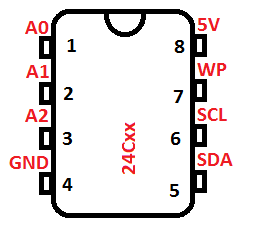 A0 1 8 5V
A1 2 7 WP
A2 3 6 SCL
GND 4 5 SDA
24Cxx